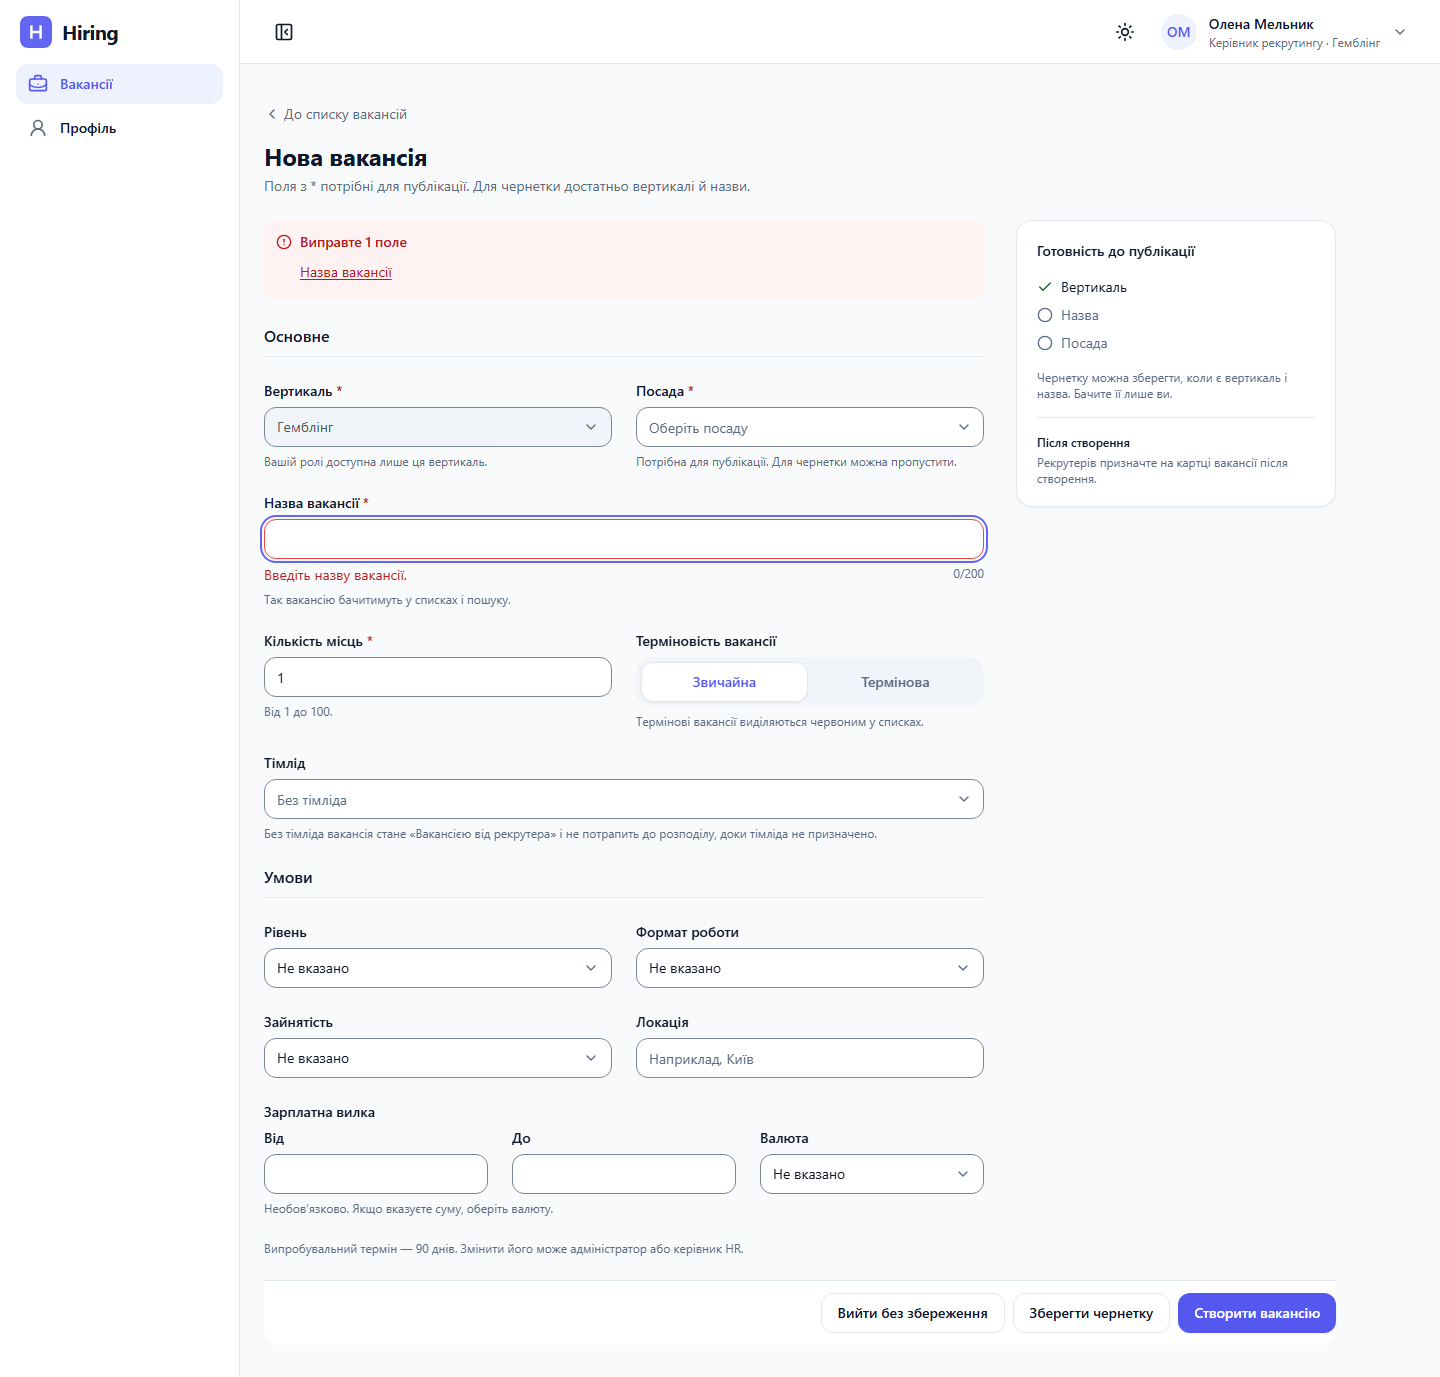 H Hiring
Вакансії
Профіль
ОМ
Олена Мельник
Керівник рекрутингу · Гемблінг
До списку вакансій
Нова вакансія
Поля з * потрібні для публікації. Для чернетки достатньо вертикалі й назви.
Виправте 1 поле
Назва вакансії
Основне
Вертикаль *
Гемблінг
Вашій ролі доступна лише ця вертикаль.
Посада *
Оберіть посаду
Потрібна для публікації. Для чернетки можна пропустити.
Назва вакансії *
Введіть назву вакансії.
0/200
Так вакансію бачитимуть у списках і пошуку.
Кількість місць *
1
Від 1 до 100.
Терміновість вакансії
Звичайна
Термінова
Термінові вакансії виділяються червоним у списках.
Тімлід
Без тімліда
Без тімліда вакансія стане «Вакансією від рекрутера» і не потрапить до розподілу, доки тімліда не призначено.
Умови
Рівень
Не вказано
Формат роботи
Не вказано
Зайнятість
Не вказано
Локація
Наприклад, Київ
Зарплатна вилка
Від
До
Валюта
Не вказано
Необов'язково. Якщо вказуєте суму, оберіть валюту.
Випробувальний термін — 90 днів. Змінити його може адміністратор або керівник HR.
Вийти без збереження
Зберегти чернетку
Створити вакансію
Готовність до публікації
Вертикаль
Назва
Посада
Чернетку можна зберегти, коли є вертикаль і
назва. Бачите її лише ви.
Після створення
Рекрутерів призначте на картці вакансії після
створення.